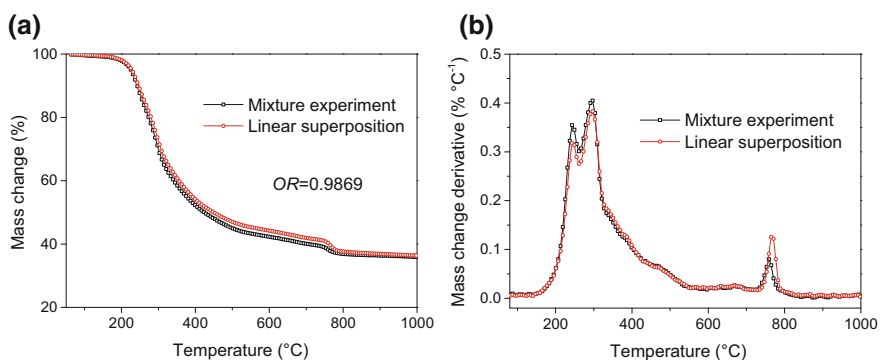 (a)
100
80
60
40
20
Mass change (%)
Mixture experiment
Linear superposition
OR=0.9869
200 400 600 800 1000
Temperature (°C)
(b)
0.5
0.4
0.3
0.2
0.1
0.0
Mass change derivative (% °C⁻¹)
Mixture experiment
Linear superposition
200 400 600 800 1000
Temperature (°C)